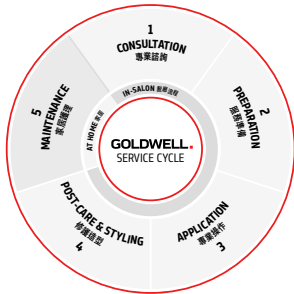 1
CONSULTATION
專業諮詢
2
PREPARATION
服務準備
APPLICATION
專業操作
3
POST-CARE & STYLING
修護造型
4
5
MAINTENANCE
家居護理
IN-SALON 服務流程
AT HOME 家居
GOLDWELL.
SERVICE CYCLE